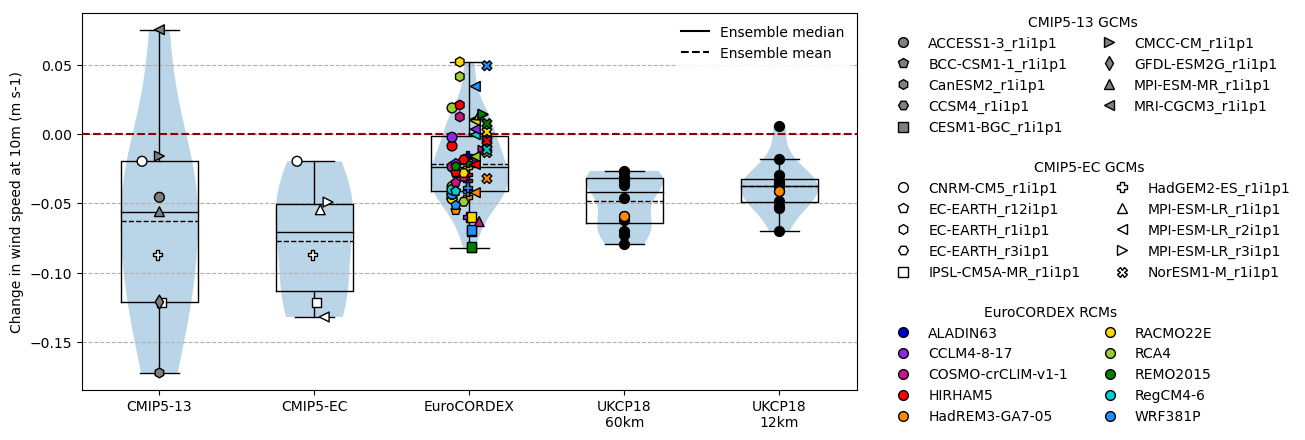 Change in wind speed at 10m (m s-1)
0.05
0.00
−0.05
−0.10
−0.15
Ensemble median
Ensemble mean
CMIP5-13
CMIP5-EC
EuroCORDEX
UKCP18
60km
UKCP18
12km
CMIP5-13 GCMs
ACCESS1-3_r1i1p1
BCC-CSM1-1_r1i1p1
CanESM2_r1i1p1
CCSM4_r1i1p1
CESM1-BGC_r1i1p1
CMCC-CM_r1i1p1
GFDL-ESM2G_r1i1p1
MPI-ESM-MR_r1i1p1
MRI-CGCM3_r1i1p1
CMIP5-EC GCMs
CNRM-CM5_r1i1p1
EC-EARTH_r12i1p1
EC-EARTH_r1i1p1
EC-EARTH_r3i1p1
IPSL-CM5A-MR_r1i1p1
HadGEM2-ES_r1i1p1
MPI-ESM-LR_r1i1p1
MPI-ESM-LR_r2i1p1
MPI-ESM-LR_r3i1p1
NorESM1-M_r1i1p1
EuroCORDEX RCMs
ALADIN63
CCLM4-8-17
COSMO-crCLIM-v1-1
HIRHAM5
HadREM3-GA7-05
RACMO22E
RCA4
REMO2015
RegCM4-6
WRF381P